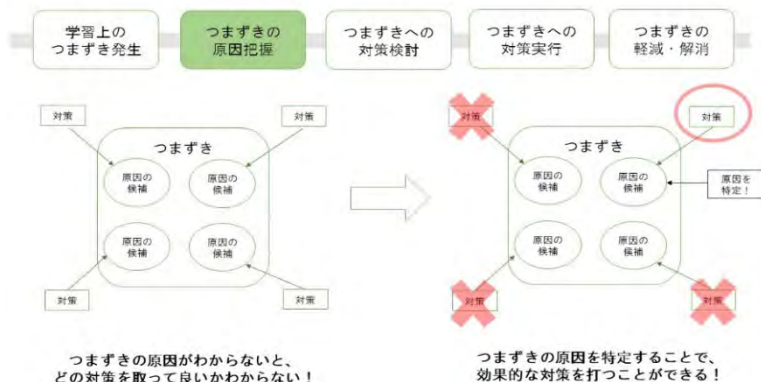 学習上の
つまずき発生
つまずきの
原因把握
つまずきへの
対策検討
つまずきへの
対策実行
つまずきの
軽減・解消
対策
対策
つまずき
原因の
候補
原因の
候補
原因の
候補
原因の
候補
対策
対策
つまずきの原因がわからないと、
どの対策を取って良いかわからない！
対策
対策
つまずき
原因の
候補
原因の
候補
原因を
特定！
原因の
候補
原因の
候補
対策
対策
つまずきの原因を特定することで、
効果的な対策を打つことができる！